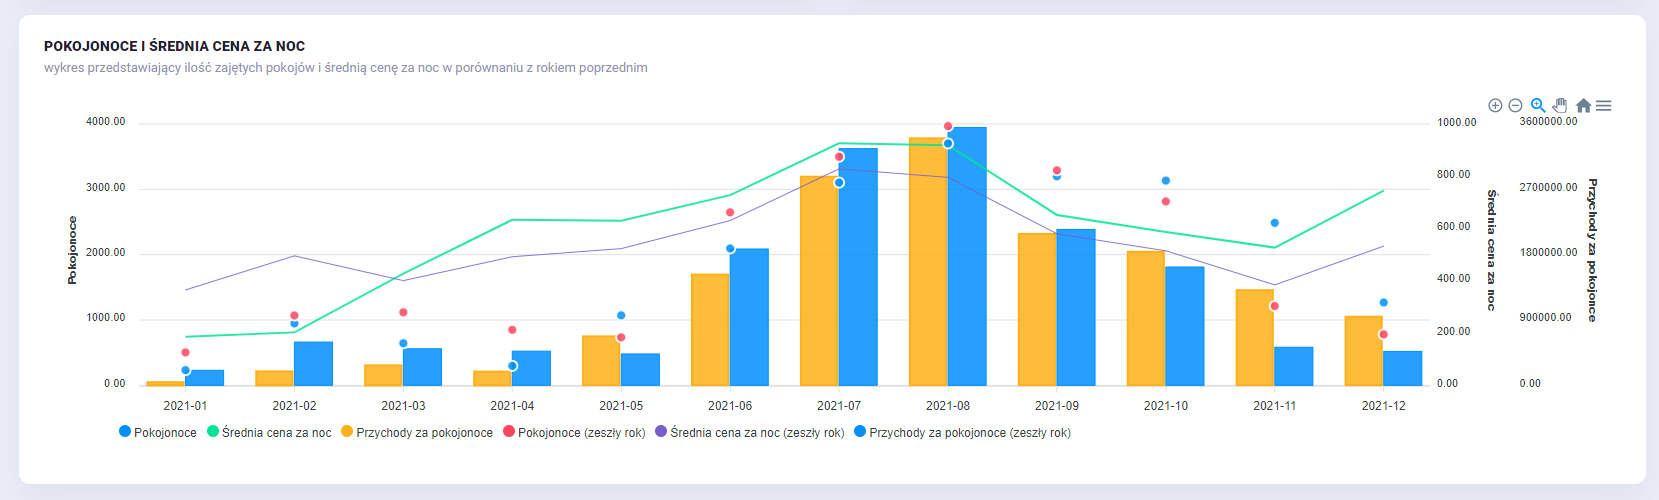 POKOJONOCE I ŚREDNIA CENA ZA NOC
wykres przedstawiający ilość zajętych pokojów i średnią cenę za noc w porównaniu z rokiem poprzednim
4000.00
3000.00
2000.00
1000.00
0.00
Pokojonoce
1000.00
800.00
600.00
400.00
200.00
0.00
Średnia cena za noc
3600000.00
2700000.00
1800000.00
900000.00
0.00
Przychody za pokojonoce
2021-01 2021-02 2021-03 2021-04 2021-05 2021-06 2021-07 2021-08 2021-09 2021-10 2021-11 2021-12
Pokojonoce Średnia cena za noc Przychody za pokojonoce Pokojonoce (zeszły rok) Średnia cena za noc (zeszły rok) Przychody za pokojonoce (zeszły rok)